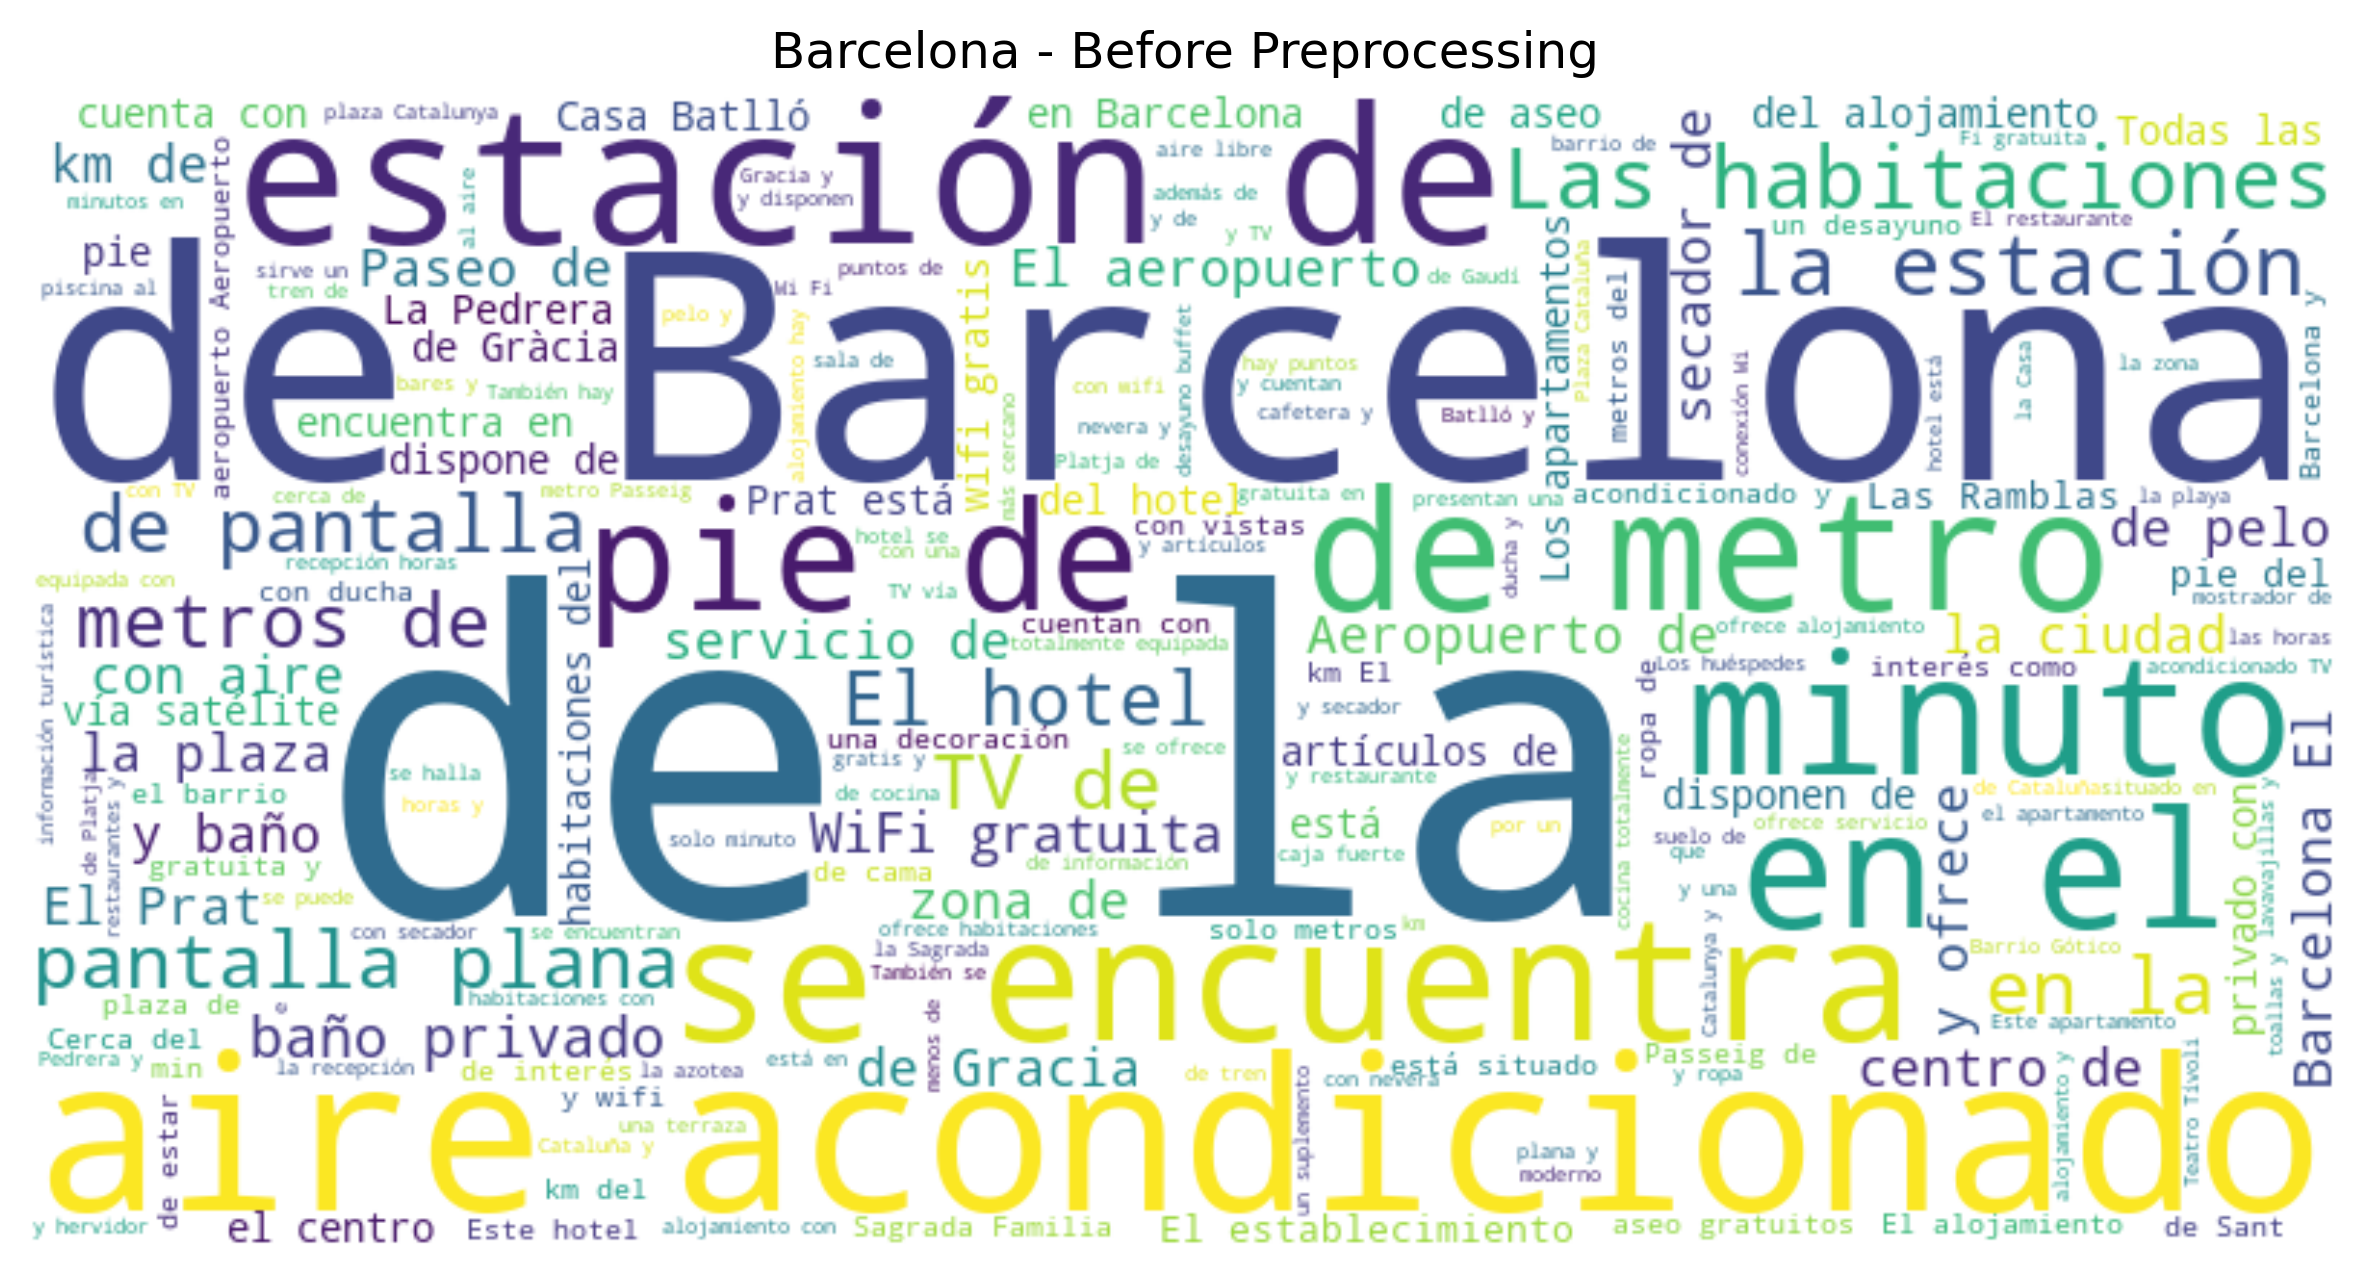 Barcelona - Before Preprocessing
cuenta con
plaza Catalunya
Casa Batlló
en Barcelona
de aseo
del alojamiento
Todas las
km de
estación de
aire libre
barrio de
Fi gratuita
minutos en
aeropuerto Aeropuerto
al aire
Gracia y
y disponen
además de
y de
y TV
Las habitaciones
secador de
un desayuno
El restaurante
pie
sirve un
tren de
Paseo de
puntos de
El aeropuerto
de Gaudí
la estación
piscina al
Wi Fi
La Pedrera
de Gràcia
pelo y
de Barcelona
wifi gratis
Los apartamentos
Plaza Cataluña
metros del
bares y
También hay
alojamiento hay
sala de
con wifi
desayuno buffet
hay puntos
y cuentan
cafetera y
nevera y
Batlló y
conexión Wi
hotel está
la Casa
la zona
Barcelona y
encuentra en
dispone de
más cercano
Platja de
con TV
cerca de
metro Passeig
Prat está
del hotel
gratuita en
presentan una
acondicionado y
Las Ramblas
la playa
de pantalla
pie de
hotel se
con una
con vistas
y artículos
de metro
ducha y
de pelo
recepción horas
equipada con
con ducha
TV vía
pie del
mostrador de
información turística
metros de
habitaciones del
servicio de
cuentan con
totalmente equipada
Aeropuerto de
ofrece alojamiento
la ciudad
las horas
con aire
vía satélite
de la
El hotel
km El
y secador
ropa de
Los huéspedes
interés como
acondicionado TV
minuto
la plaza
se halla
horas y
una decoración
gratis y
se ofrece
artículos de
y restaurante
cocina totalmente
de Platja
restaurantes y
el barrio
TV de
de cocina
disponen de
de Cataluña
situado en
y baño
solo minuto
WiFi gratuita
está
por un
suelo de
que
ofrece servicio
el apartamento
lavavajillas y
gratuita y
de cama
de información
caja fuerte
en el
y ofrece
privado con
Barcelona El
El Prat
se puede
zona de
y una
con secador
se encuentran
ofrece habitaciones
solo metros
km
Catalunya y
Barrio Gótico
pantalla plana
se encuentra
la Sagrada
También se
en la
toallas y
plaza de
e
habitaciones con
menos de
Este apartamento
Cerca del
Pedrera y
min
baño privado
la recepción
de interés
la azotea
está en
de Gracia
de tren
con nevera
está situado
Passeig de
y ropa
centro de
aire acondicionado
de estar
y wifi
una terraza
Cataluña y
un suplemento
plana y
moderno
alojamiento y
Teatro Tívoli
km del
y hervidor
el centro
Este hotel
alojamiento con
Sagrada Familia
El establecimiento
aseo gratuitos
El alojamiento
de Sant